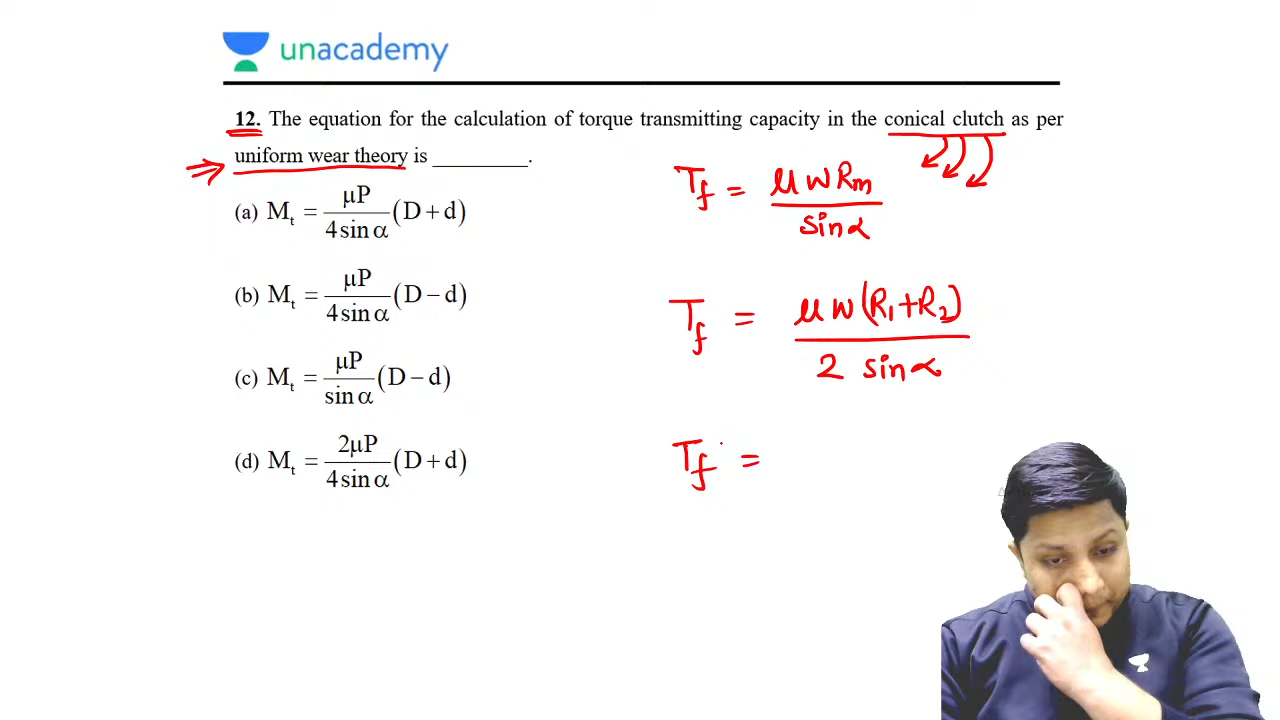 unacademy
12. The equation for the calculation of torque transmitting capacity in the conical clutch as per
uniform wear theory is _________.
(a) Mt = μP / 4 sin α (D + d)
(b) Mt = μP / 4 sin α (D − d)
(c) Mt = μP / sin α (D − d)
(d) Mt = 2μP / 4 sin α (D + d)
Tf = μ W Rm / sin α
Tf = μ W (R1 + R2) / 2 sin α
Tf =